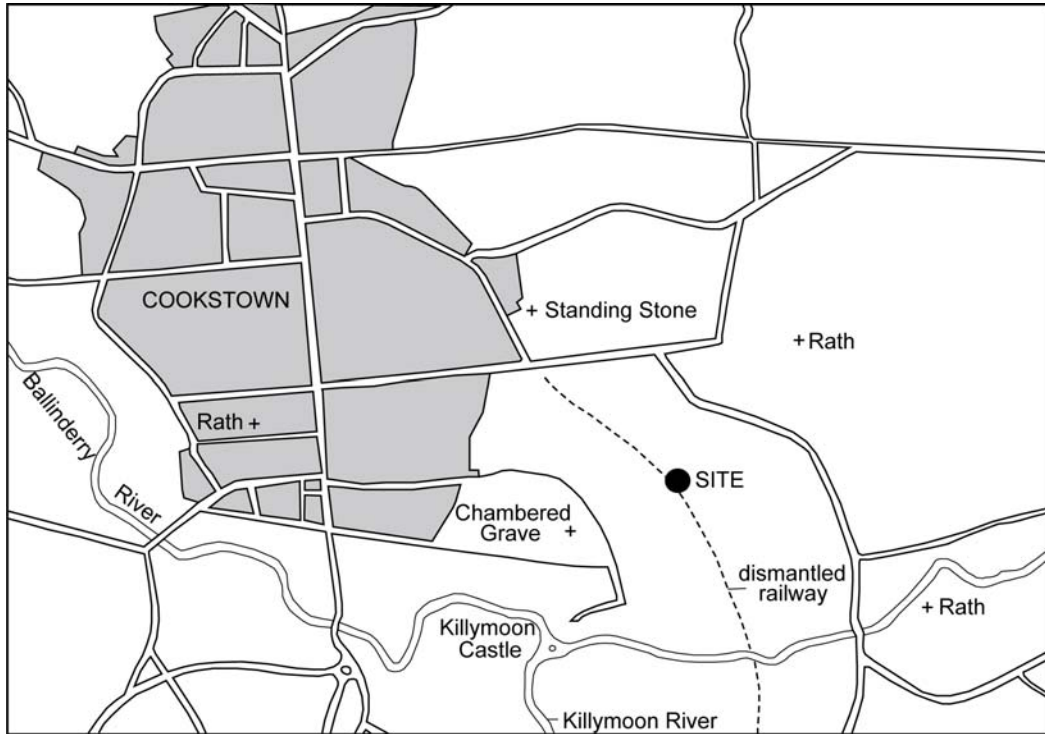 COOKSTOWN
Standing Stone
Rath
Ballinderry
River
Rath
SITE
Chambered
Grave
dismantled
railway
Rath
Killymoon
Castle
Killymoon River